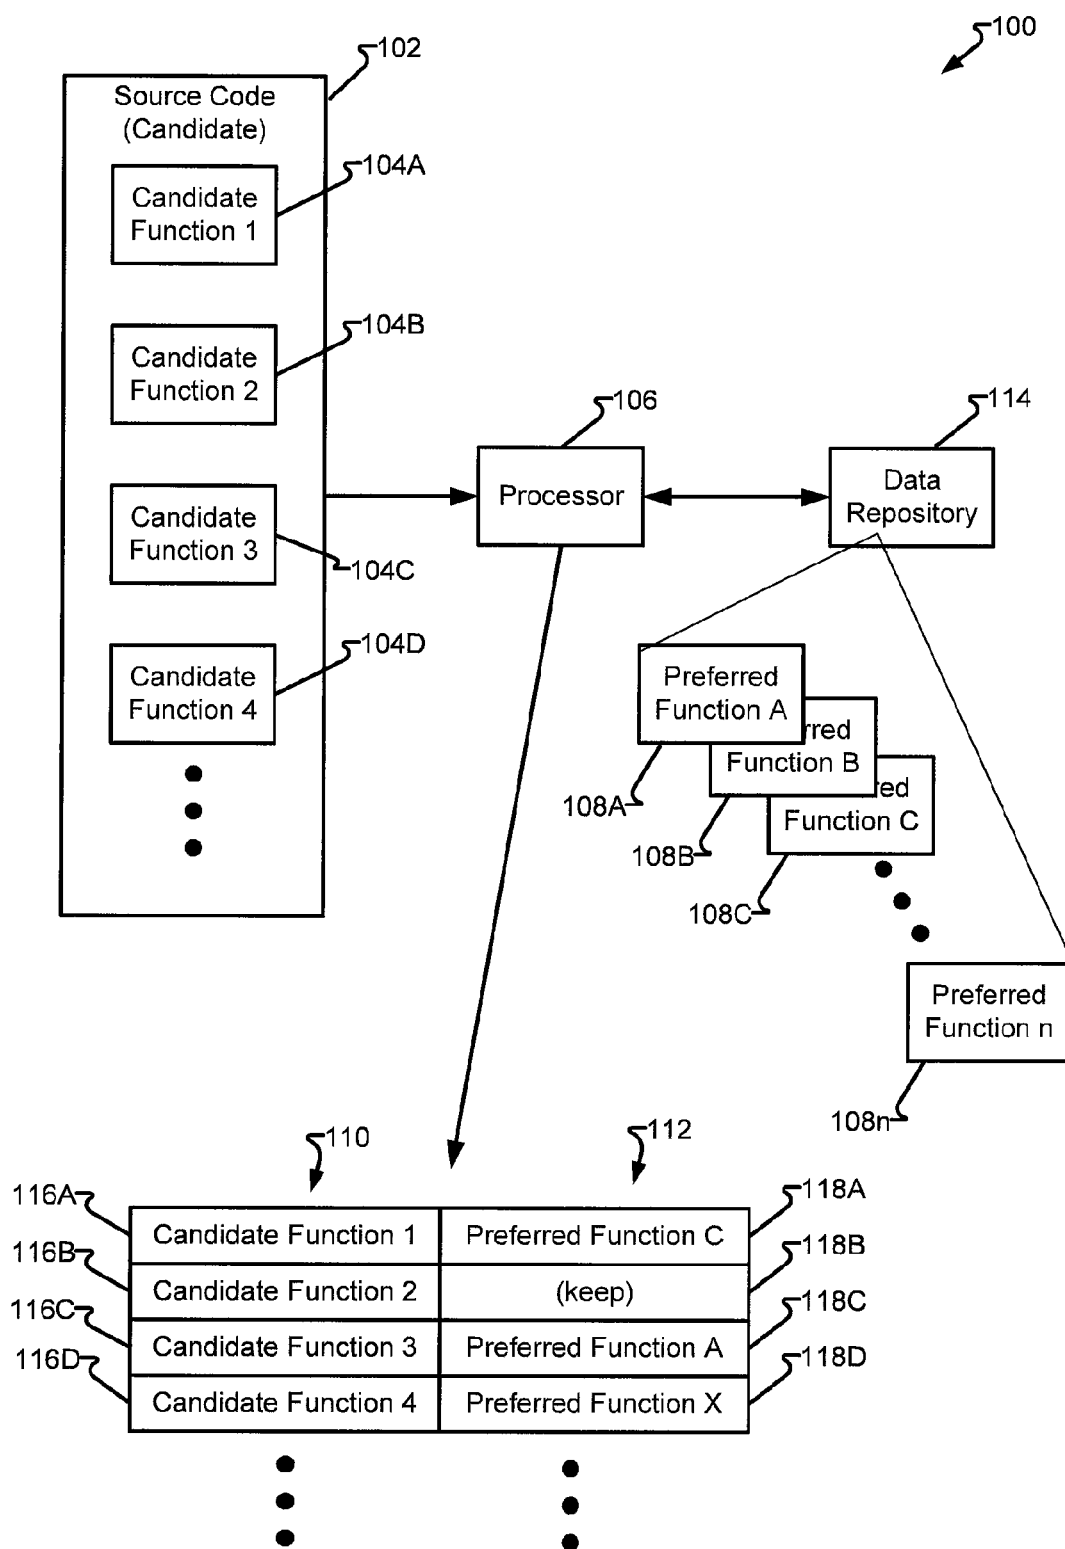 100
102
Source Code
(Candidate)
104A
Candidate
Function 1
104B
Candidate
Function 2
106
114
Processor
Data
Repository
Candidate
Function 3
104C
104D
Candidate
Function 4
Preferred
Function A
rred
Function B
red
Function C
108A
108B
108C
Preferred
Function n
108n
110
112
116A
Candidate Function 1
Preferred Function C
118A
116B
Candidate Function 2
(keep)
118B
116C
Candidate Function 3
Preferred Function A
118C
116D
Candidate Function 4
Preferred Function X
118D